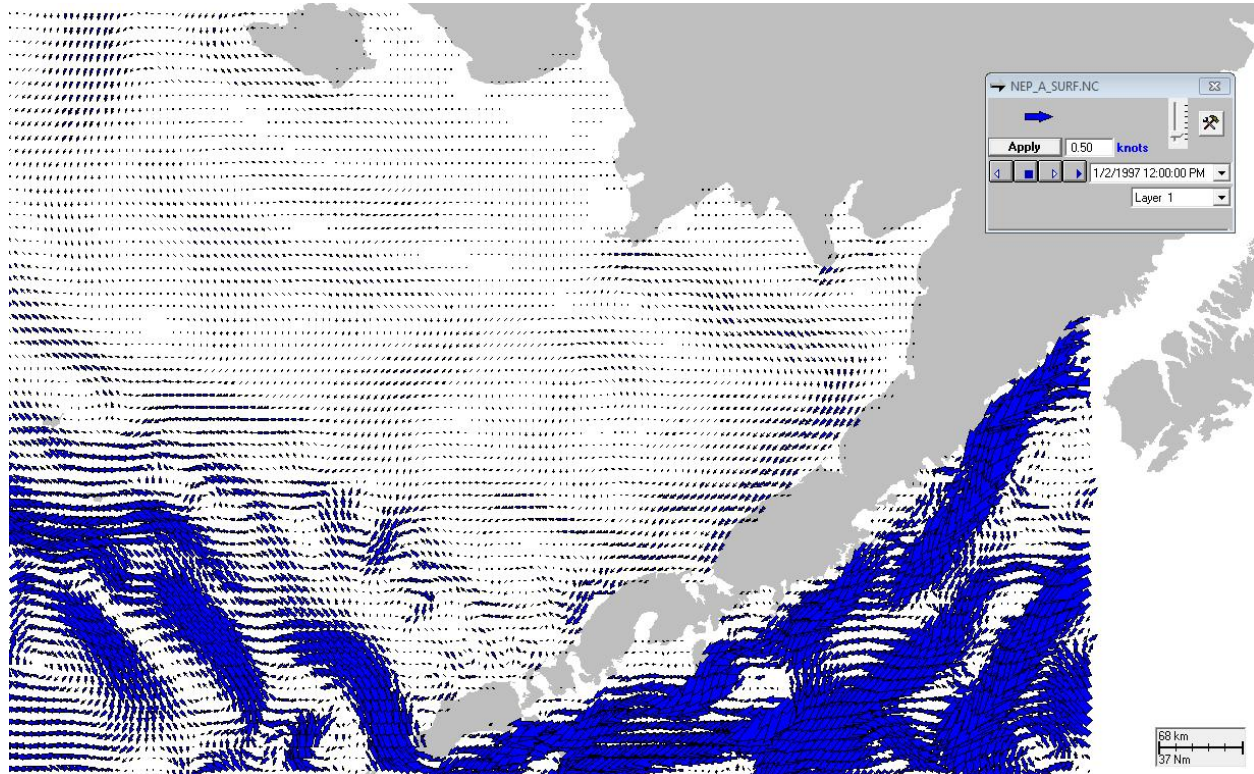 NEP_A_SURF.NC
Apply 0.50 knots
1/2/1997 12:00:00 PM
Layer 1
68 km
37 Nm